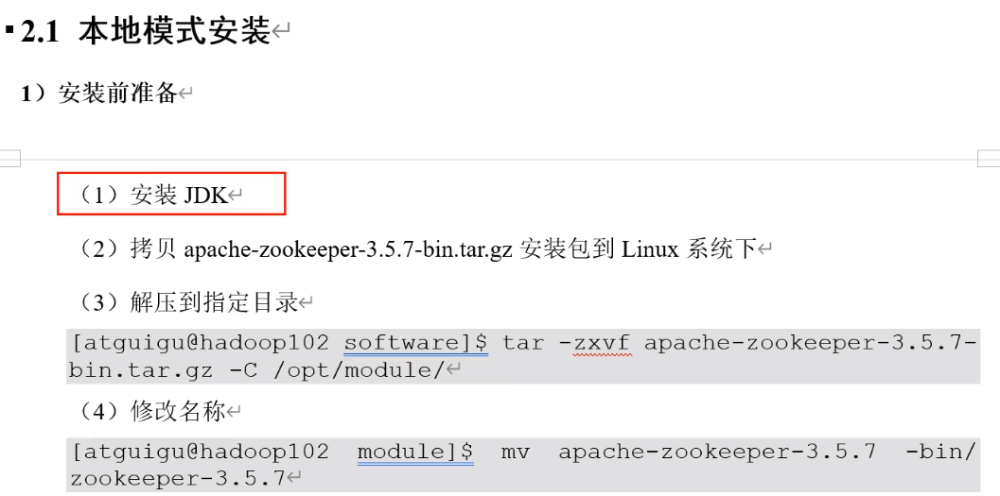 2.1 本地模式安装
1）安装前准备
（1）安装 JDK
（2）拷贝 apache-zookeeper-3.5.7-bin.tar.gz 安装包到 Linux 系统下
（3）解压到指定目录
[atguigu@hadoop102 software]$ tar -zxvf apache-zookeeper-3.5.7-
bin.tar.gz -C /opt/module/
（4）修改名称
[atguigu@hadoop102 module]$ mv apache-zookeeper-3.5.7 -bin/
zookeeper-3.5.7